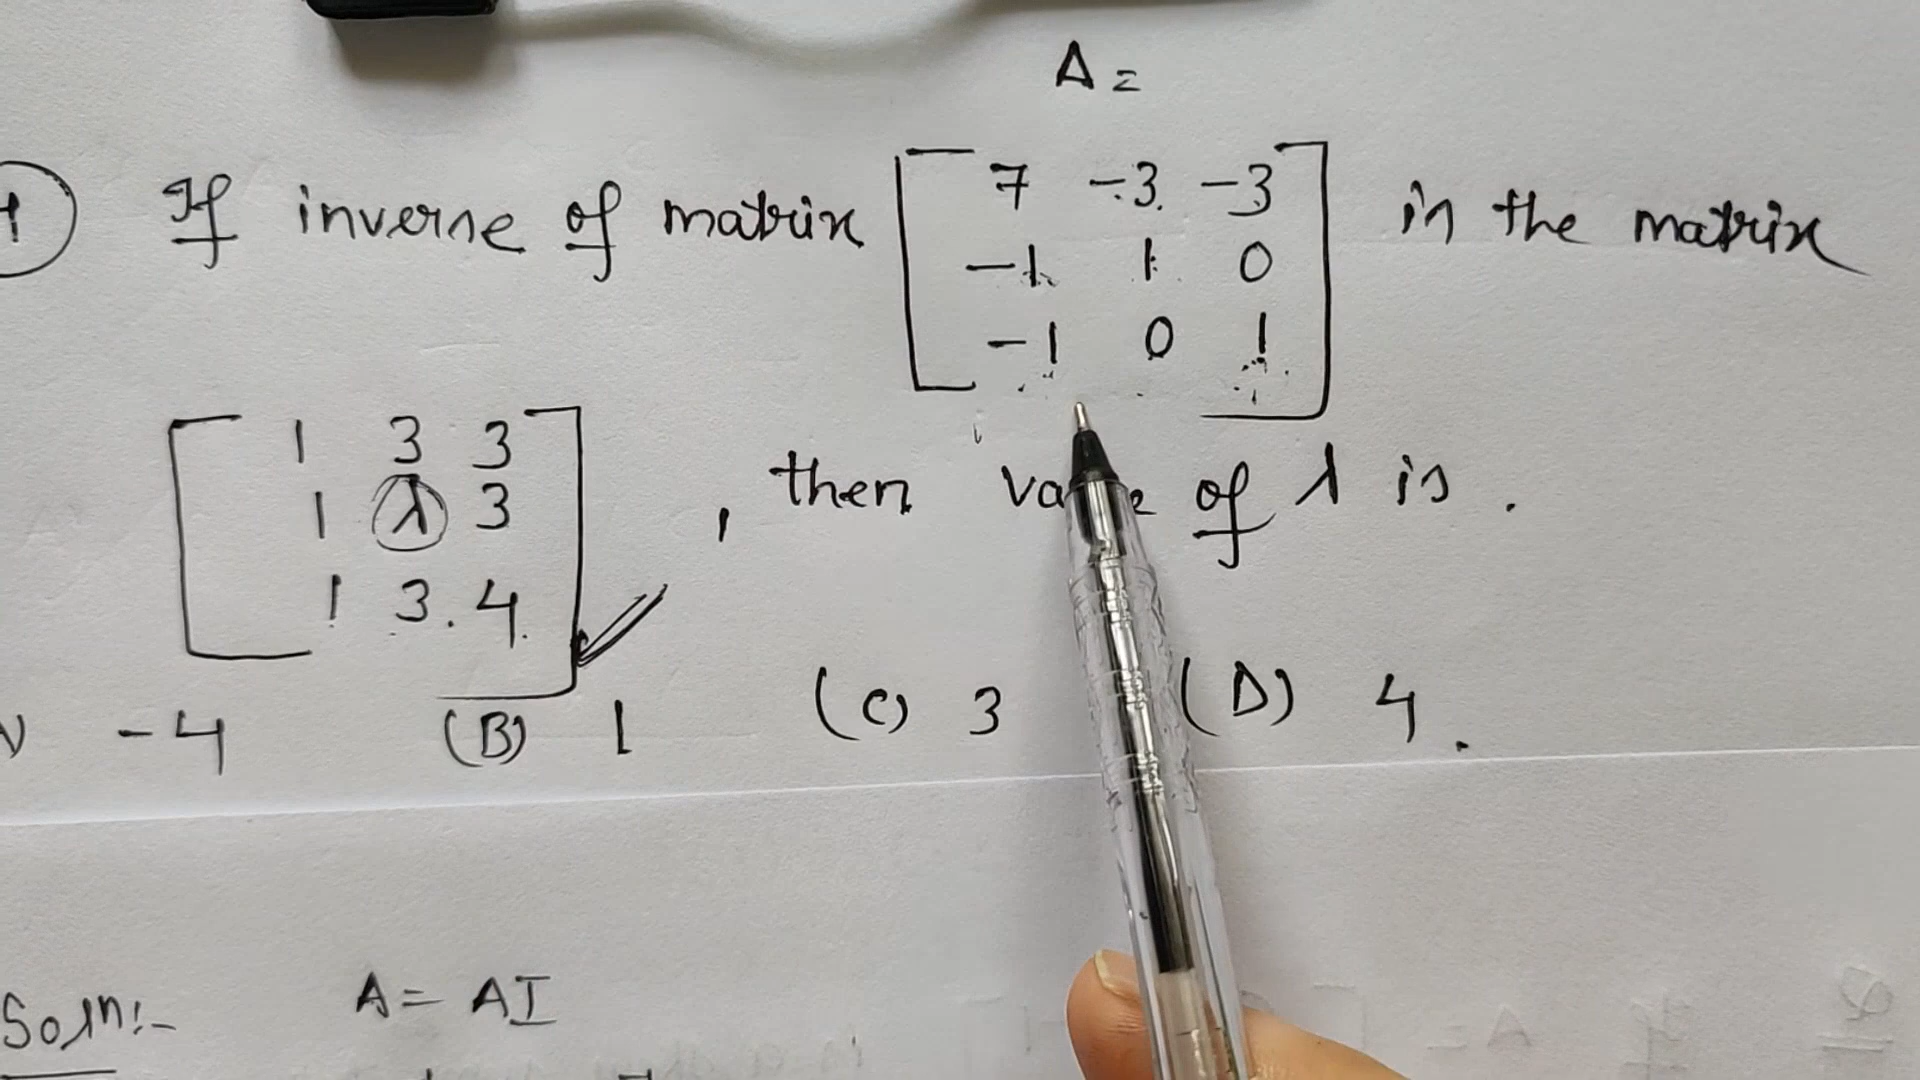 A =
1 If inverse of matrix [ 7 -3 -3 ] is the matrix
-1 1 0
-1 0 1
[ 1 3 3
1 λ 3 , then of λ is .
1 3 4 ]
-4 (B) 1 (C) 3 (D) 4 .
Soln:- A = AI